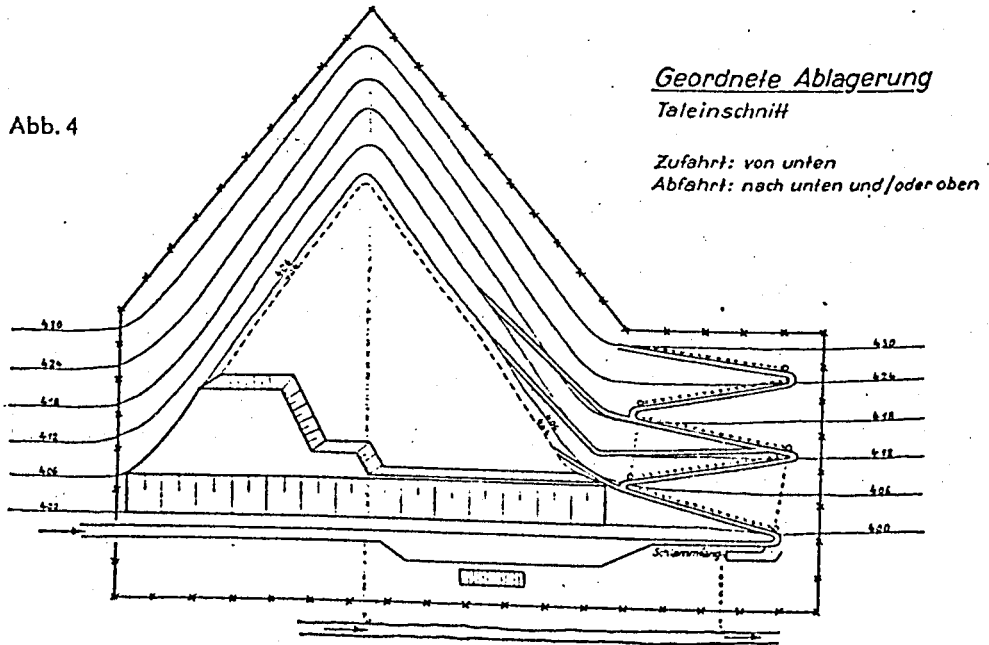 Abb. 4
Geordnete Ablagerung
Taleinschnitt
Zufahrt: von unten
Abfahrt: nach unten und/oder oben
430
424
418
412
406
400
430
424
418
412
406
400